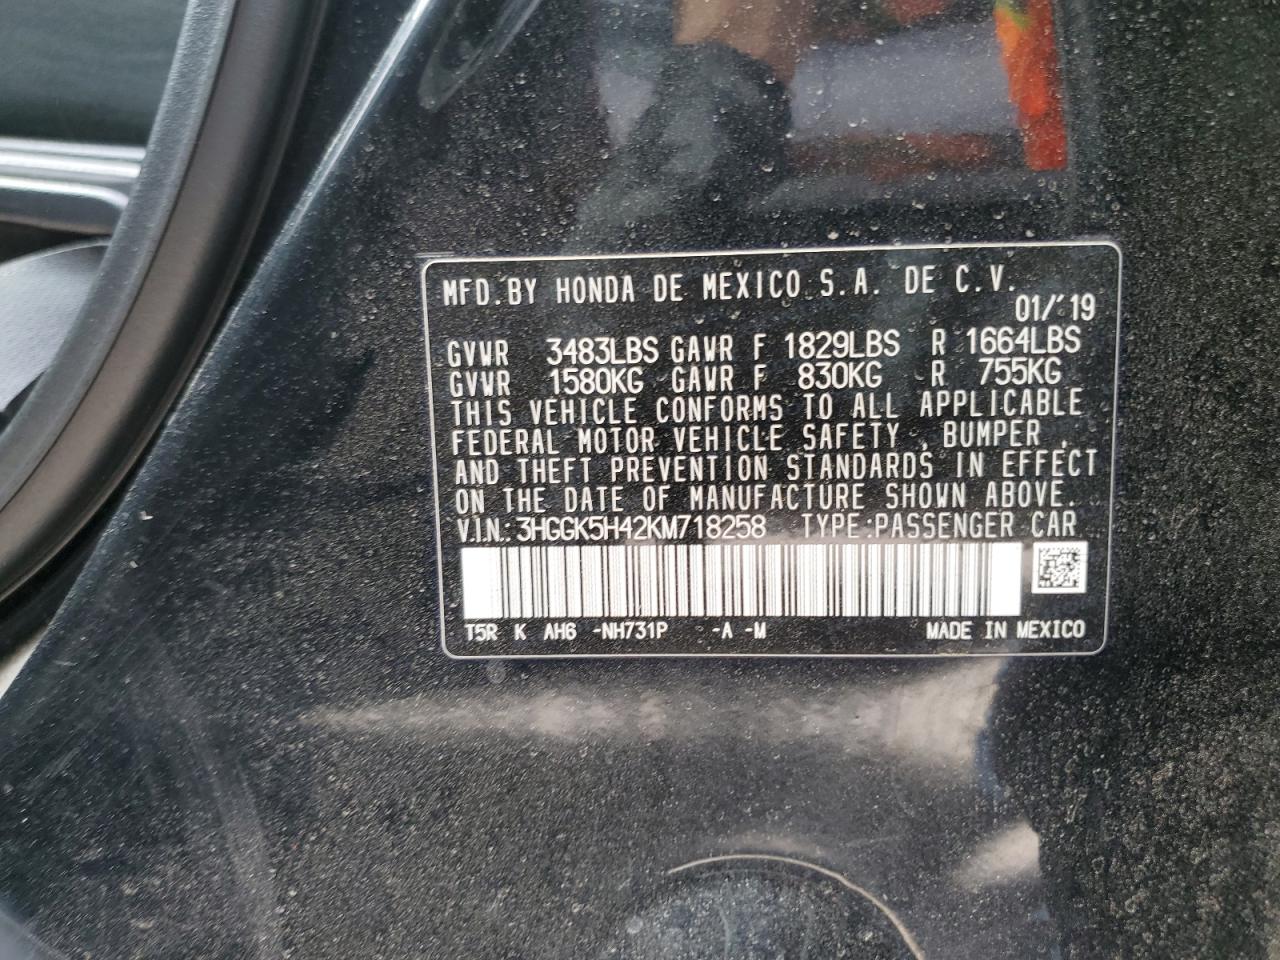 MFD. BY HONDA DE MEXICO S.A. DE C.V.
01/'19
GVWR 3483LBS GAWR F 1829LBS R 1664LBS
GVWR 1580KG GAWR F 830KG R 755KG
THIS VEHICLE CONFORMS TO ALL APPLICABLE
FEDERAL MOTOR VEHICLE SAFETY, BUMPER,
AND THEFT PREVENTION STANDARDS IN EFFECT
ON THE DATE OF MANUFACTURE SHOWN ABOVE.
V.I.N.: 3HGGK5H42KM718258 TYPE:PASSENGER CAR
T5R K AH6 -NH731P -A -M MADE IN MEXICO